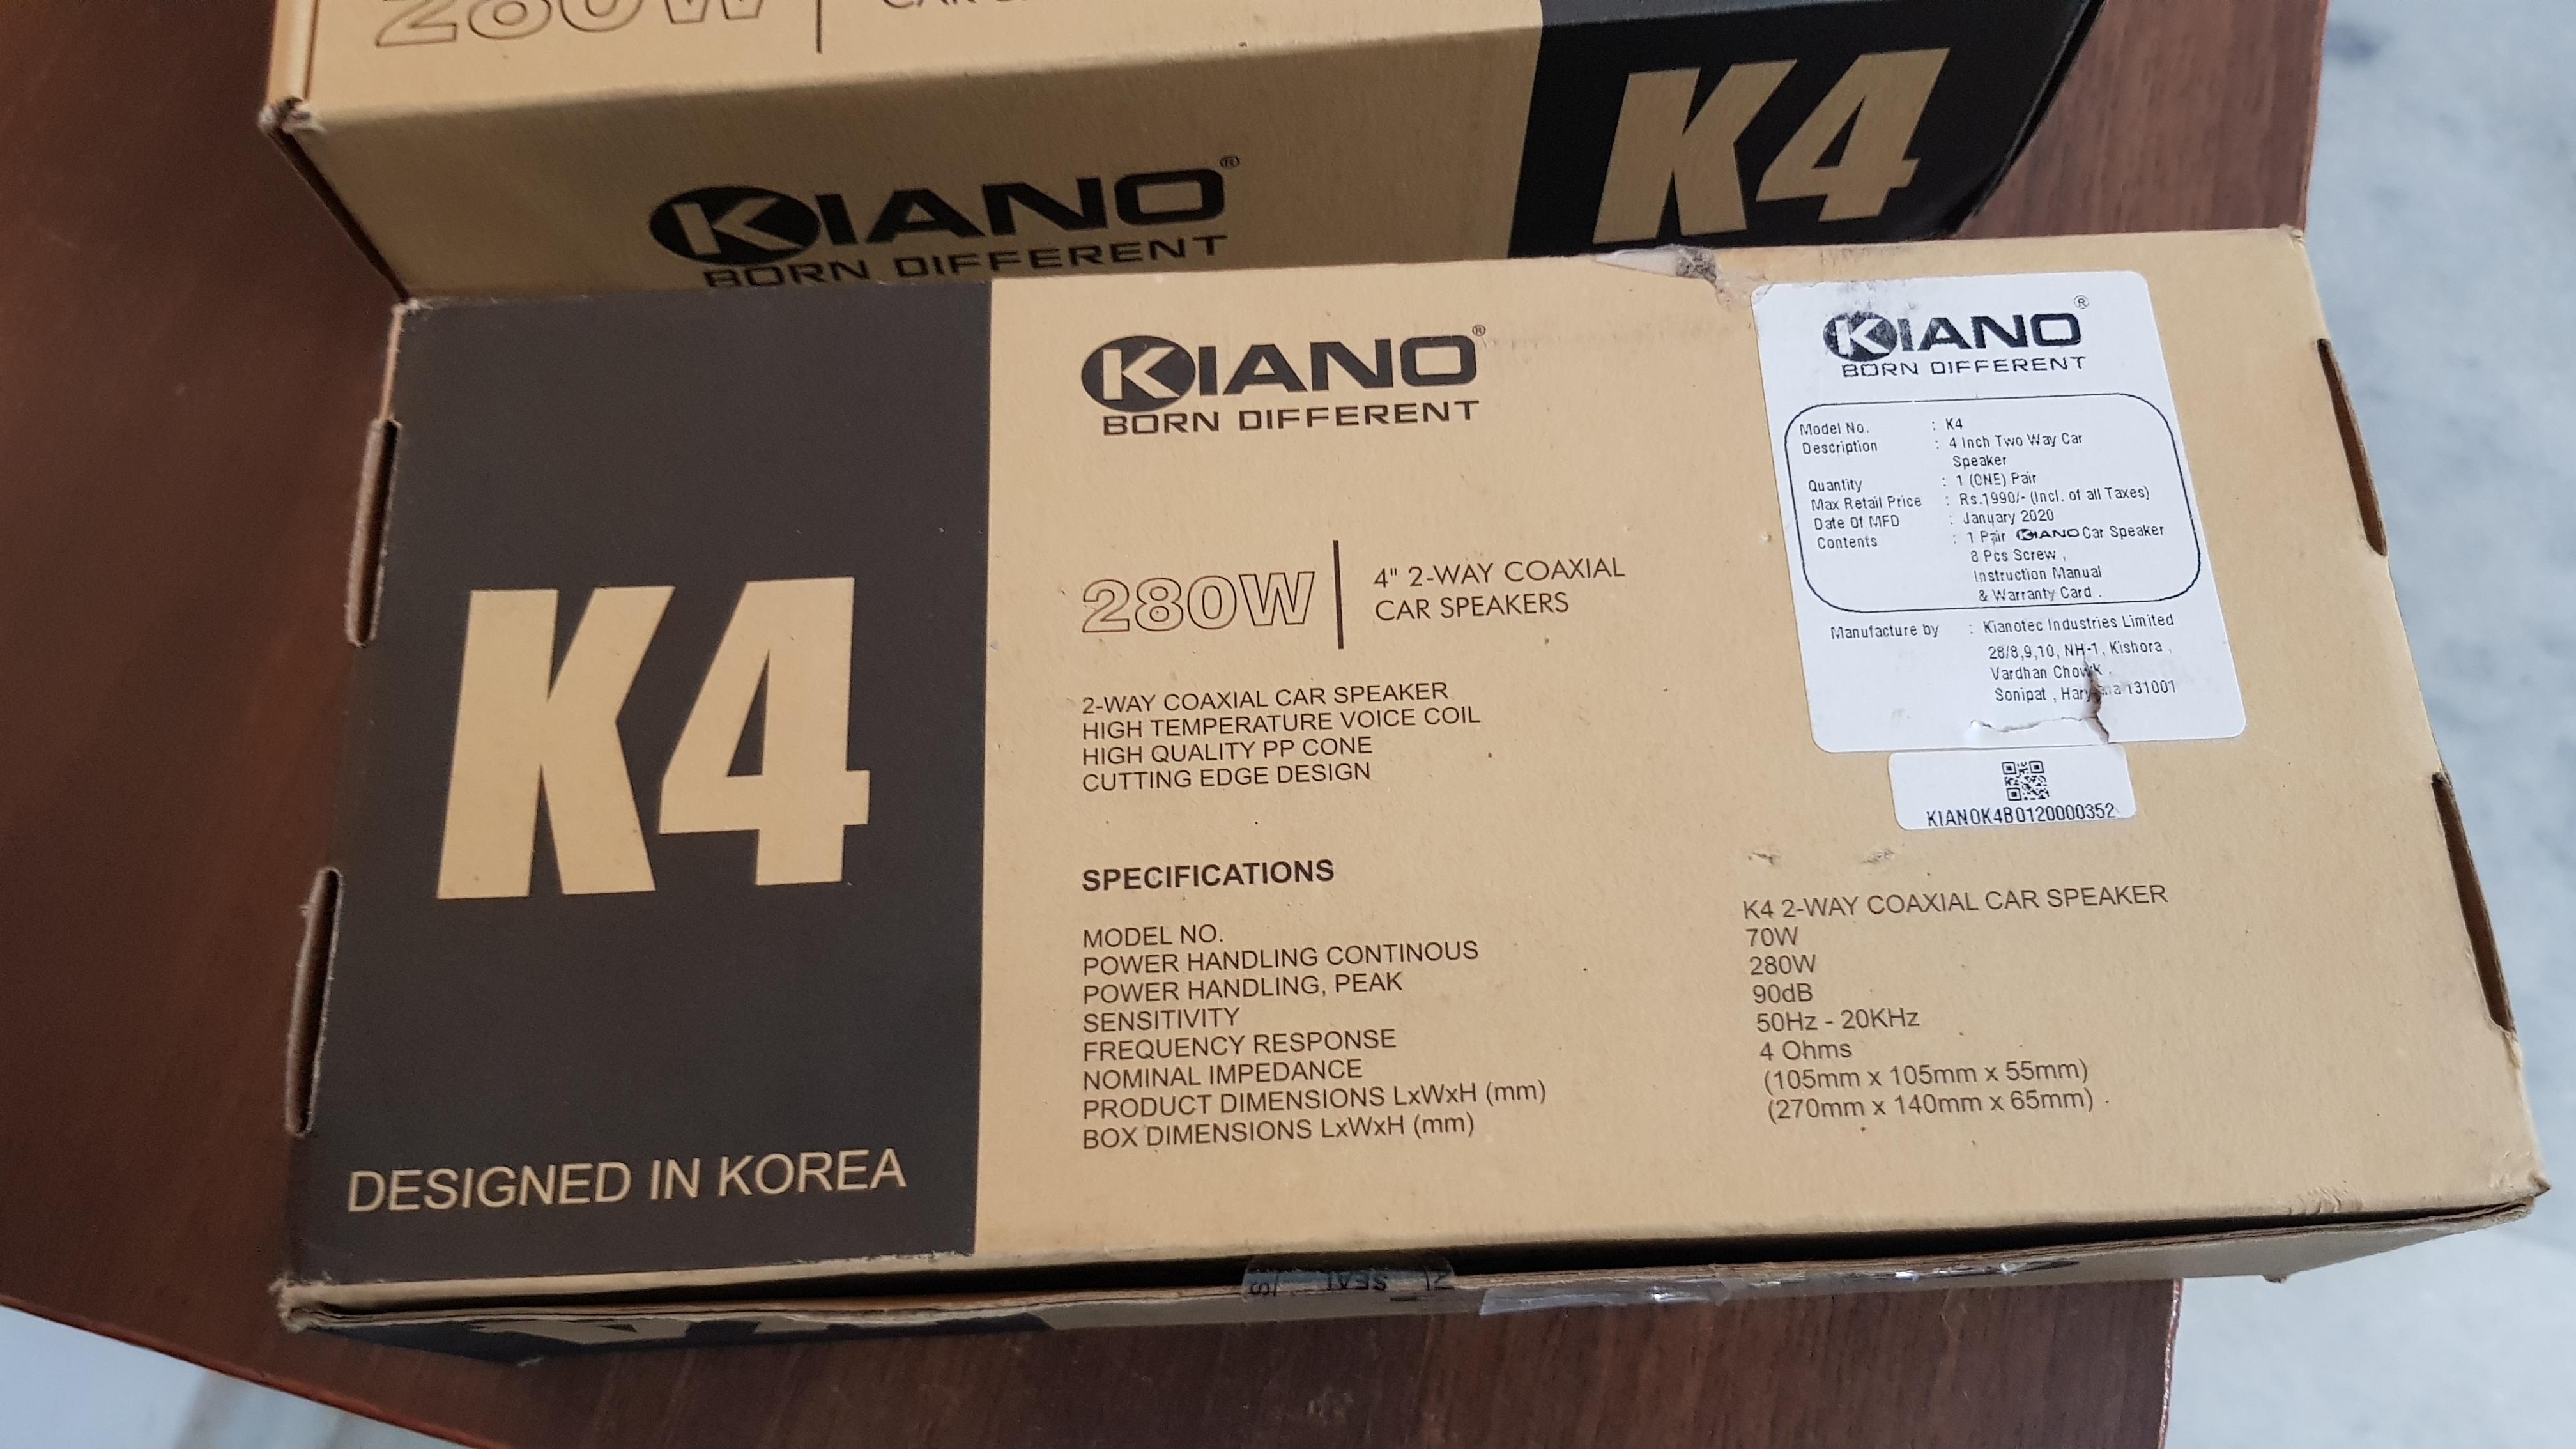 280W
K4
KIANO®
BORN DIFFERENT
K4
DESIGNED IN KOREA
KIANO®
BORN DIFFERENT
280W
4" 2-WAY COAXIAL
CAR SPEAKERS
2-WAY COAXIAL CAR SPEAKER
HIGH TEMPERATURE VOICE COIL
HIGH QUALITY PP CONE
CUTTING EDGE DESIGN
SPECIFICATIONS
MODEL NO. K4 2-WAY COAXIAL CAR SPEAKER
POWER HANDLING CONTINOUS 70W
POWER HANDLING, PEAK 280W
SENSITIVITY 90dB
FREQUENCY RESPONSE 50Hz - 20KHz
NOMINAL IMPEDANCE 4 Ohms
PRODUCT DIMENSIONS LxWxH (mm) (105mm x 105mm x 55mm)
BOX DIMENSIONS LxWxH (mm) (270mm x 140mm x 65mm)
KIANO®
BORN DIFFERENT
Model No. : K4
Description : 4 Inch Two Way Car
Speaker
Quantity : 1 (ONE) Pair
Max Retail Price : Rs.1990/- (Incl. of all Taxes)
Date Of MFD : January 2020
Contents : 1 Pair KIANO Car Speaker
8 Pcs Screw ,
Instruction Manual
& Warranty Card .
Manufacture by : Kianotec Industries Limited
28/8,9,10, NH-1, Kishora ,
Vardhan Chowk ,
Sonipat , Haryana 131001
KIANOK4B0120000352
SEAL